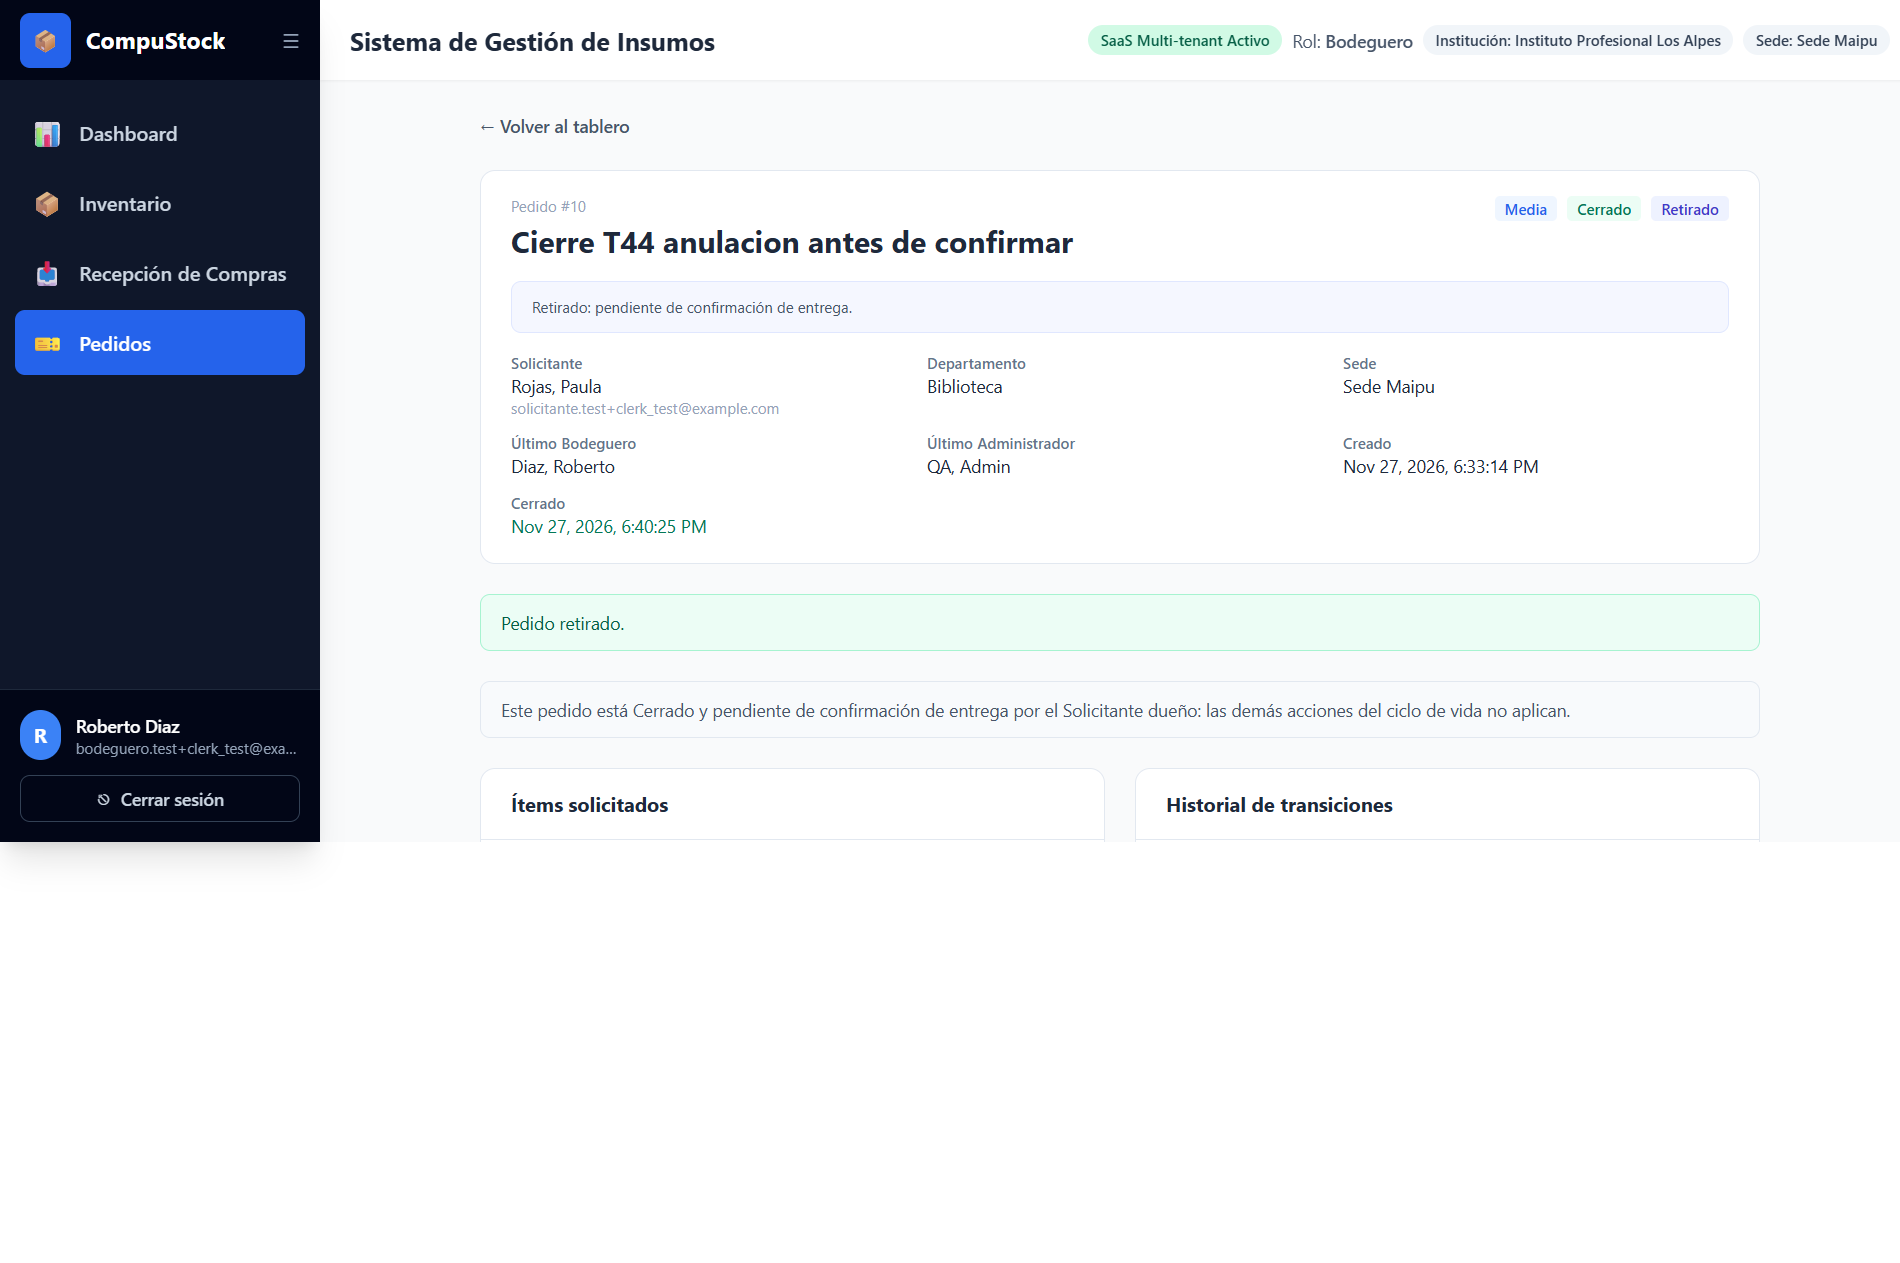 CompuStock
☰
Sistema de Gestión de Insumos
SaaS Multi-tenant Activo
Rol: Bodeguero
Institución: Instituto Profesional Los Alpes
Sede: Sede Maipu
Dashboard
Inventario
Recepción de Compras
Pedidos
← Volver al tablero
Pedido #10
Media
Cerrado
Retirado
Cierre T44 anulacion antes de confirmar
Retirado: pendiente de confirmación de entrega.
Solicitante
Rojas, Paula
solicitante.test+clerk_test@example.com
Departamento
Biblioteca
Sede
Sede Maipu
Último Bodeguero
Diaz, Roberto
Último Administrador
QA, Admin
Creado
Nov 27, 2026, 6:33:14 PM
Cerrado
Nov 27, 2026, 6:40:25 PM
Pedido retirado.
Este pedido está Cerrado y pendiente de confirmación de entrega por el Solicitante dueño: las demás acciones del ciclo de vida no aplican.
Ítems solicitados
Historial de transiciones
R
Roberto Diaz
bodeguero.test+clerk_test@exa...
Cerrar sesión